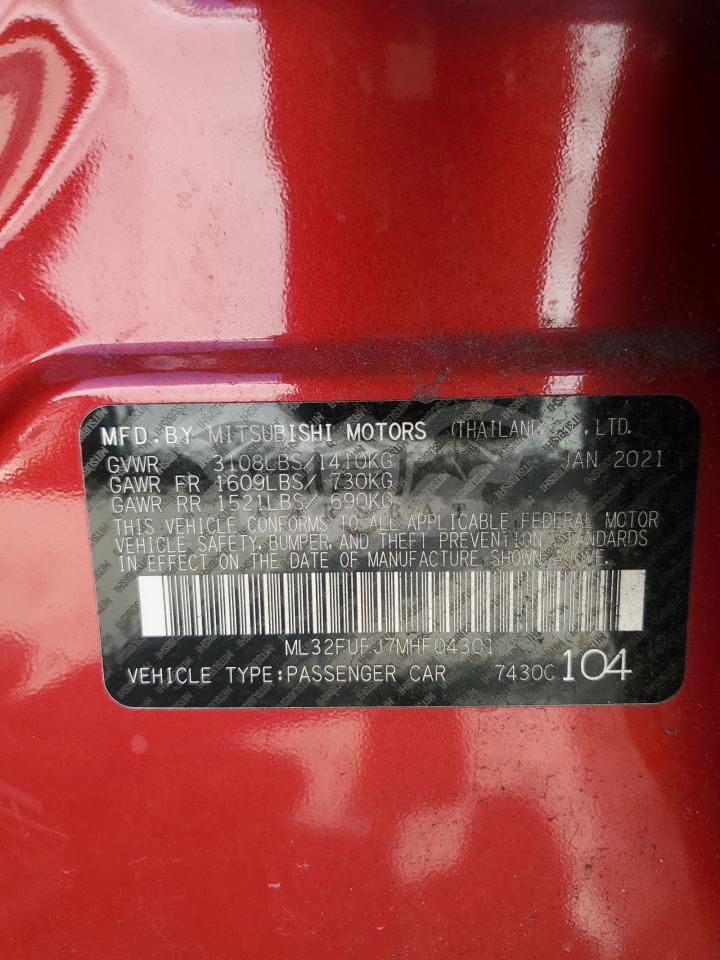 MFD.BY MITSUBISHI MOTORS (THAILAND ., LTD.
GVWR 3108LBS/1410KG JAN 2021
GAWR FR 1609LBS/ 730KG
GAWR RR 1521LBS/ 690KG
THIS VEHICLE CONFORMS TO ALL APPLICABLE FEDERAL MOTOR
VEHICLE SAFETY, BUMPER, AND THEFT PREVENTION STANDARDS
IN EFFECT ON THE DATE OF MANUFACTURE SHOWN ABOVE.
ML32FUFJ7MHF04301
VEHICLE TYPE:PASSENGER CAR 7430C 104